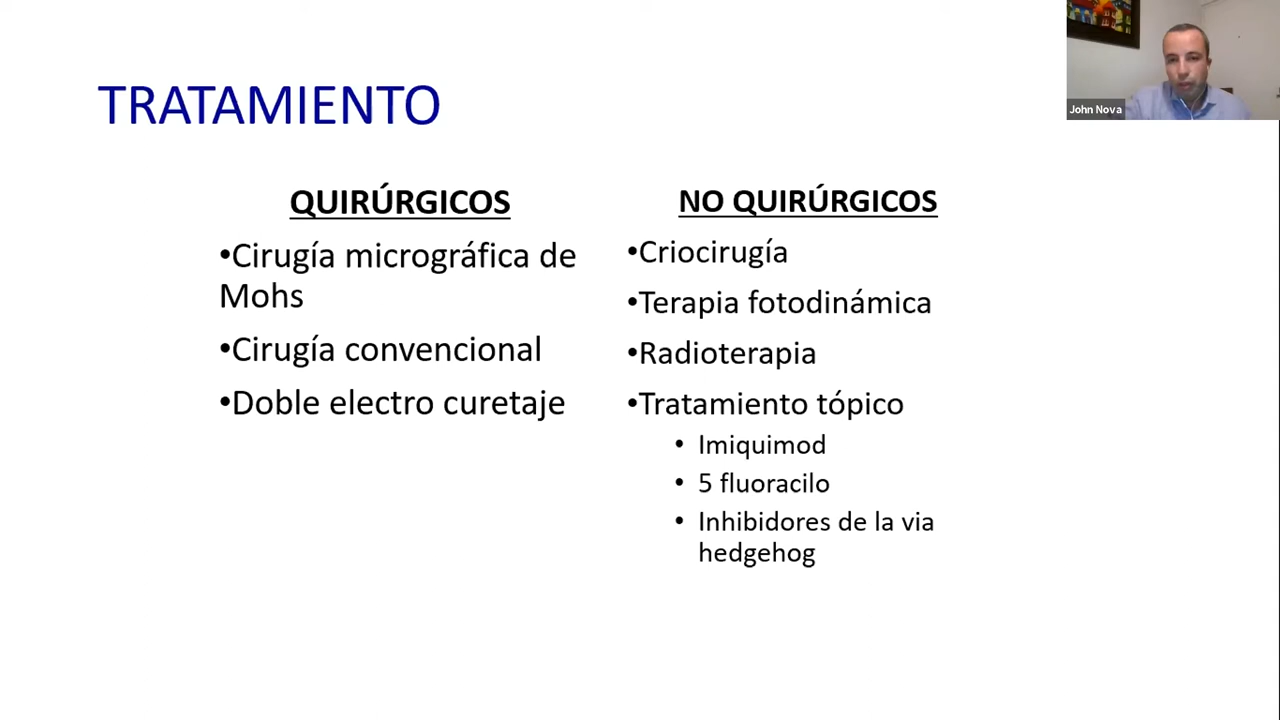 TRATAMIENTO
QUIRÚRGICOS
•Cirugía micrográfica de
Mohs
•Cirugía convencional
•Doble electro curetaje
NO QUIRÚRGICOS
•Criocirugía
•Terapia fotodinámica
•Radioterapia
•Tratamiento tópico
• Imiquimod
• 5 fluoracilo
• Inhibidores de la via
hedgehog
John Nova